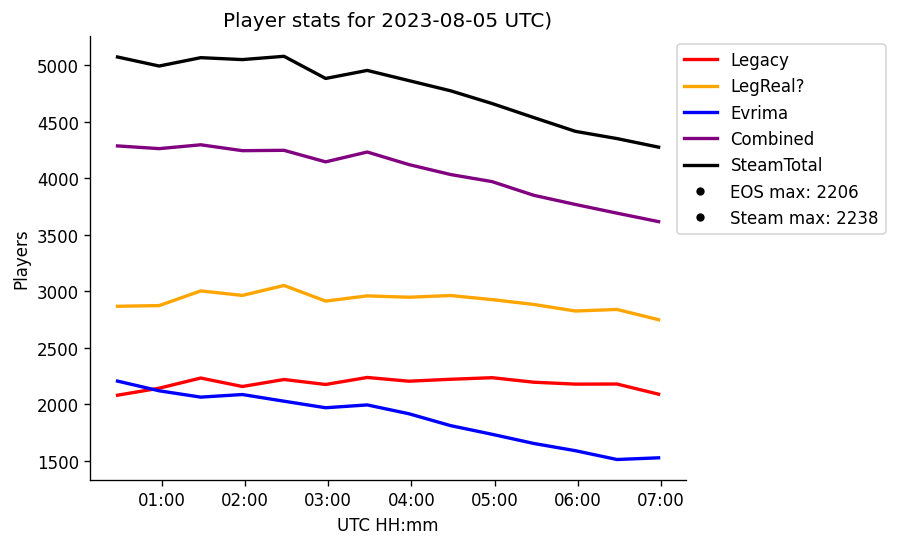 Player stats for 2023-08-05 UTC)
5000
4500
4000
3500
3000
2500
2000
1500
Players
01:00 02:00 03:00 04:00 05:00 06:00 07:00
UTC HH:mm
Legacy
LegReal?
Evrima
Combined
SteamTotal
EOS max: 2206
Steam max: 2238